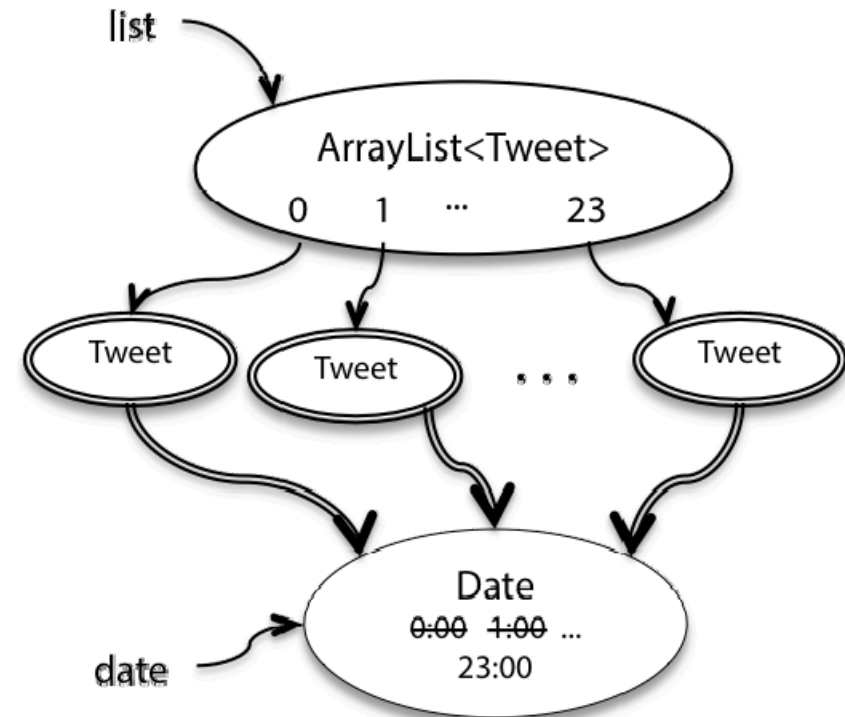 list
ArrayList<Tweet>
0 1 ... 23
Tweet Tweet ... Tweet
Date
0:00 1:00 ...
23:00
date